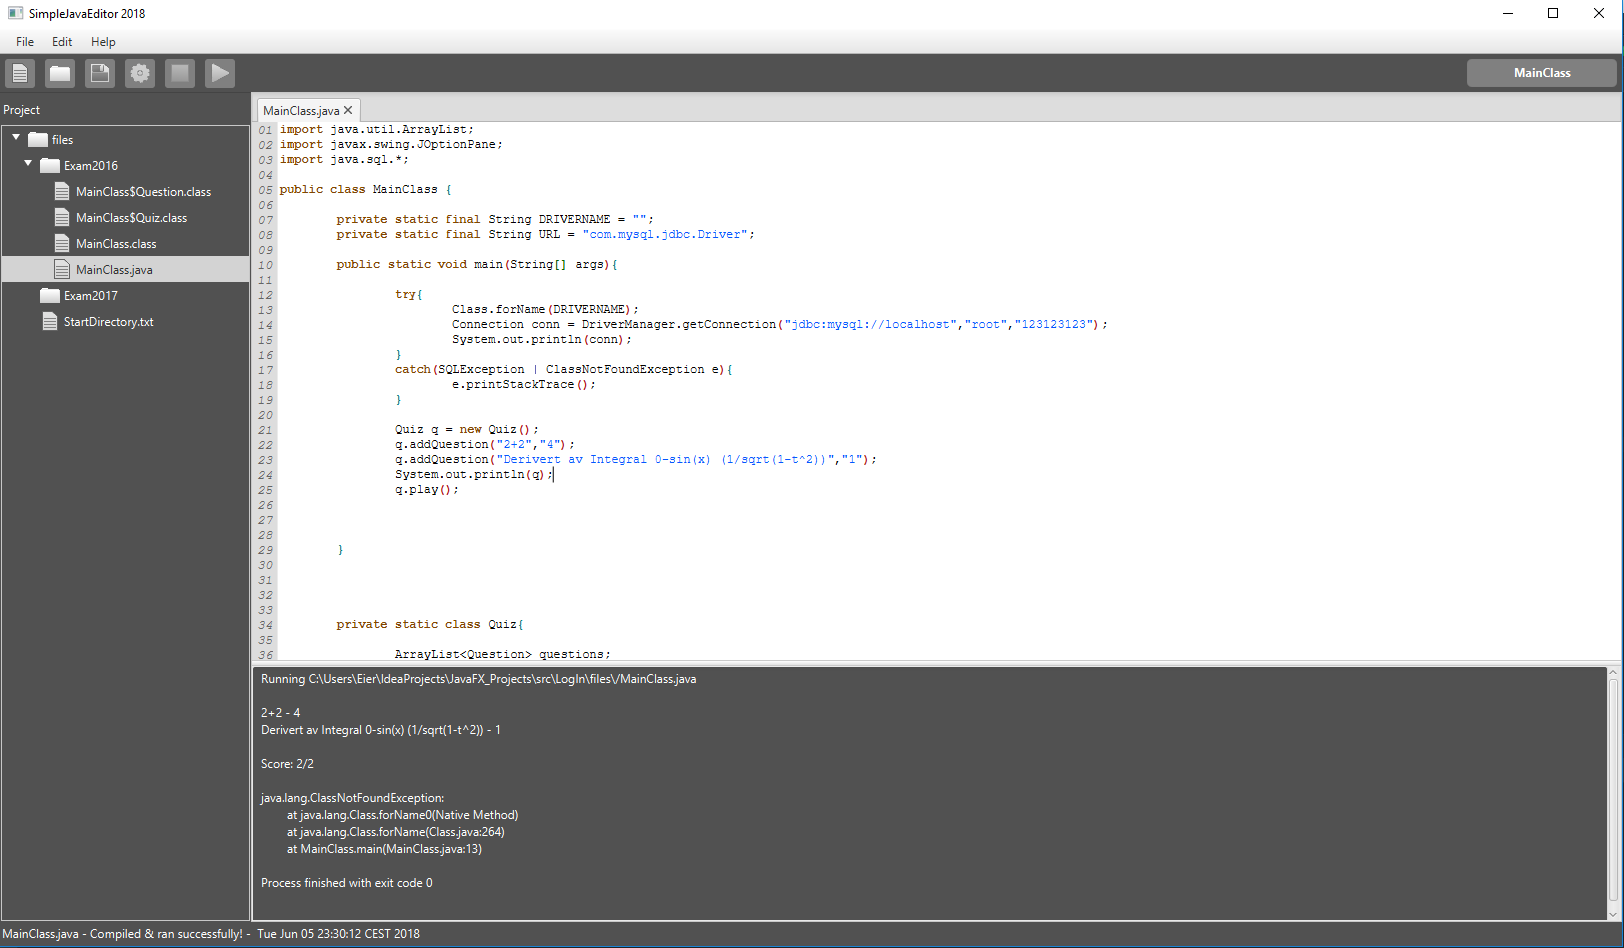 SimpleJavaEditor 2018
File Edit Help
MainClass
Project
files
Exam2016
MainClass$Question.class
MainClass$Quiz.class
MainClass.class
MainClass.java
Exam2017
StartDirectory.txt
MainClass.java
01 import java.util.ArrayList;
02 import javax.swing.JOptionPane;
03 import java.sql.*;
04
05 public class MainClass {
06
07 private static final String DRIVERNAME = "";
08 private static final String URL = "com.mysql.jdbc.Driver";
09
10 public static void main(String[] args){
11
12 try{
13 Class.forName(DRIVERNAME);
14 Connection conn = DriverManager.getConnection("jdbc:mysql://localhost","root","123123123");
15 System.out.println(conn);
16 }
17 catch(SQLException | ClassNotFoundException e){
18 e.printStackTrace();
19 }
20
21 Quiz q = new Quiz();
22 q.addQuestion("2+2","4");
23 q.addQuestion("Derivert av Integral 0-sin(x) (1/sqrt(1-t^2))","1");
24 System.out.println(q);
25 q.play();
26
27
28
29 }
30
31
32
33
34 private static class Quiz{
35
36 ArrayList<Question> questions;
Running C:\Users\Eier\IdeaProjects\JavaFX_Projects\src\LogIn\files\/MainClass.java
2+2 - 4
Derivert av Integral 0-sin(x) (1/sqrt(1-t^2)) - 1
Score: 2/2
java.lang.ClassNotFoundException:
at java.lang.Class.forName0(Native Method)
at java.lang.Class.forName(Class.java:264)
at MainClass.main(MainClass.java:13)
Process finished with exit code 0
MainClass.java - Compiled & ran successfully! - Tue Jun 05 23:30:12 CEST 2018